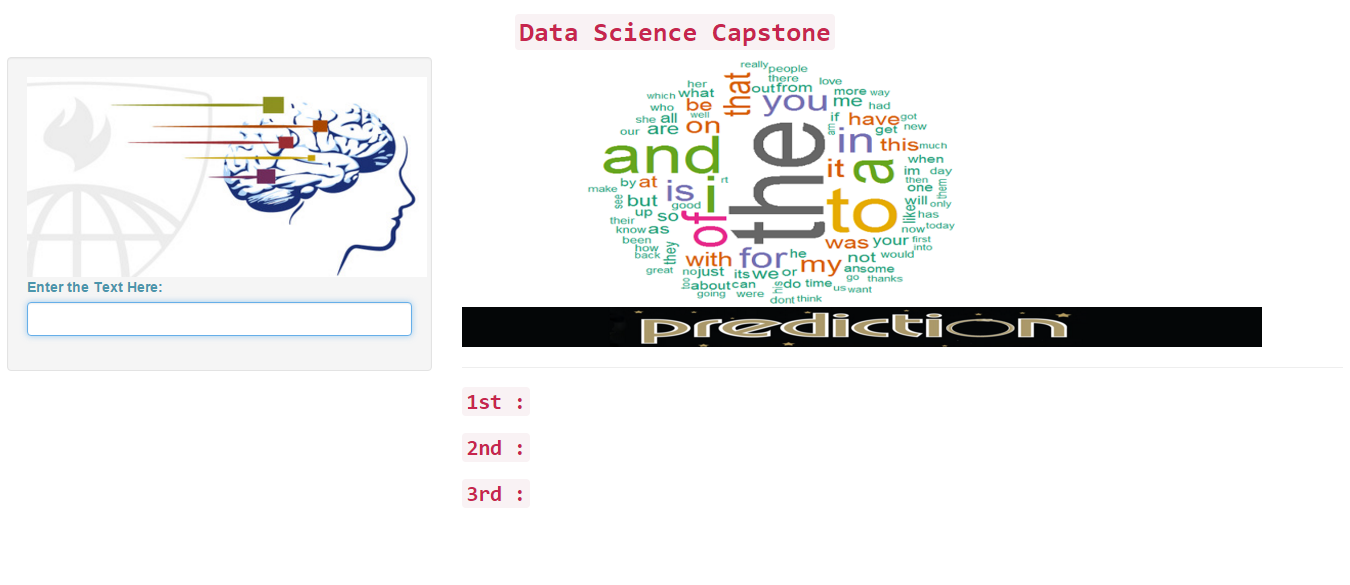 Data Science Capstone
Enter the Text Here:
really people
there
her which what outfrom love
that more way
who be you me had
well
she all if have got
our are on am get new
and in this much
it when
im day
by at is i rt the a then
make one them
see but good will only
up so of to like has
their
know as now today
been was your first
how they into
back with for he my not would
great no just its we or ansome
too go thanks
about can his do time us want
going were
dont think
prediction
1st :
2nd :
3rd :